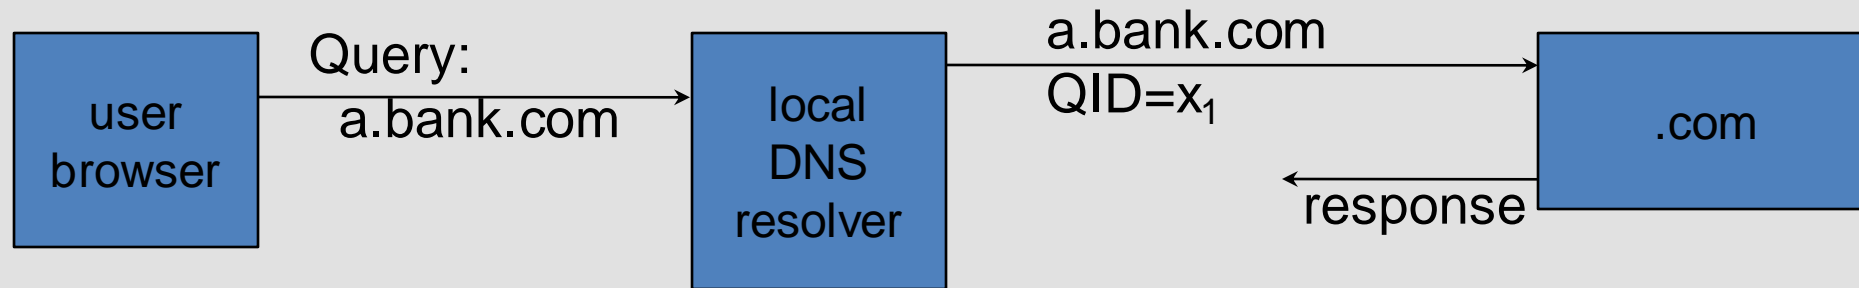 user
browser
Query:
a.bank.com
local
DNS
resolver
a.bank.com
QID=x₁
.com
response